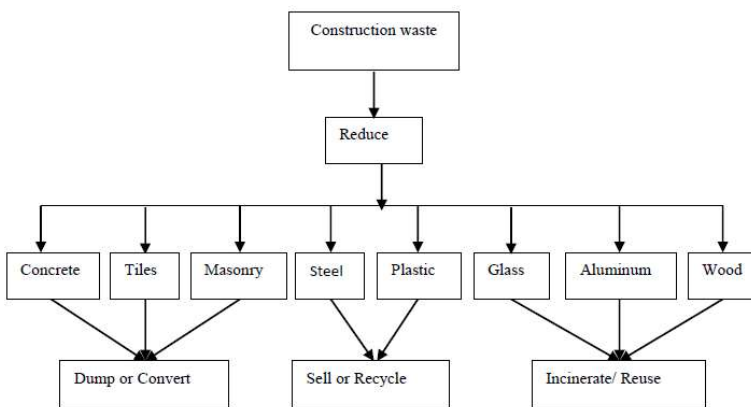 Construction waste
Reduce
Concrete
Tiles
Masonry
Steel
Plastic
Glass
Aluminum
Wood
Dump or Convert
Sell or Recycle
Incinerate/ Reuse